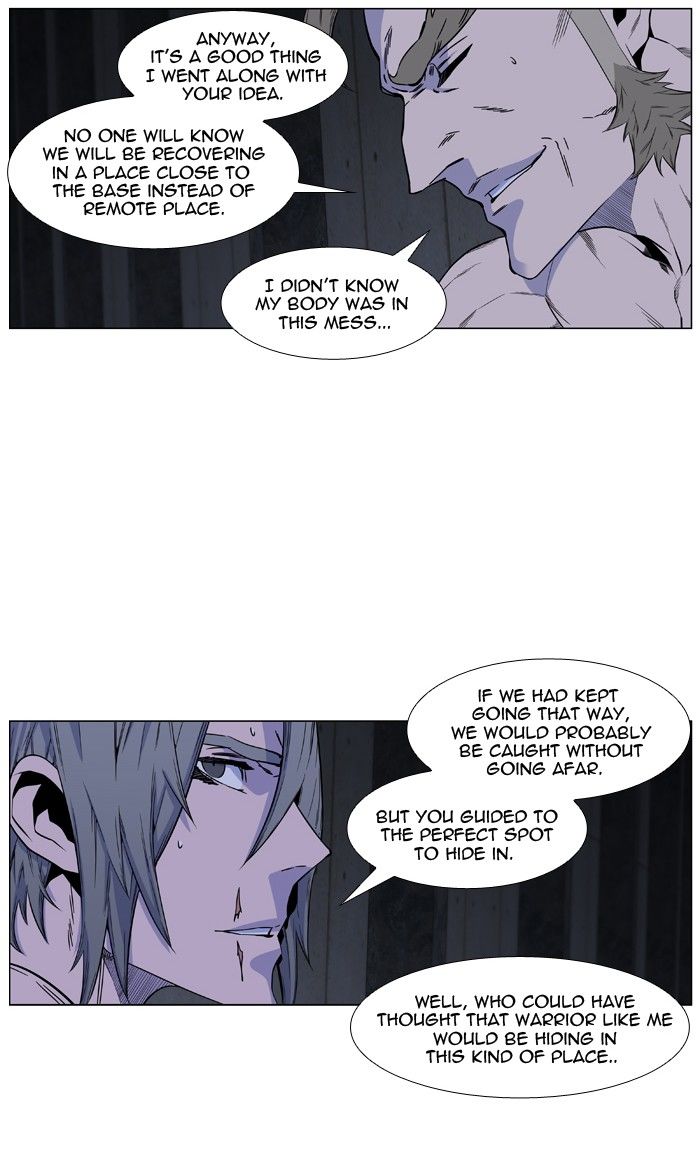 ANYWAY,
IT'S A GOOD THING
I WENT ALONG WITH
YOUR IDEA.
NO ONE WILL KNOW
WE WILL BE RECOVERING
IN A PLACE CLOSE TO
THE BASE INSTEAD OF
REMOTE PLACE.
I DIDN'T KNOW
MY BODY WAS IN
THIS MESS...
IF WE HAD KEPT
GOING THAT WAY,
WE WOULD PROBABLY
BE CAUGHT WITHOUT
GOING AFAR.
BUT YOU GUIDED TO
THE PERFECT SPOT
TO HIDE IN.
WELL, WHO COULD HAVE
THOUGHT THAT WARRIOR LIKE ME
WOULD BE HIDING IN
THIS KIND OF PLACE..